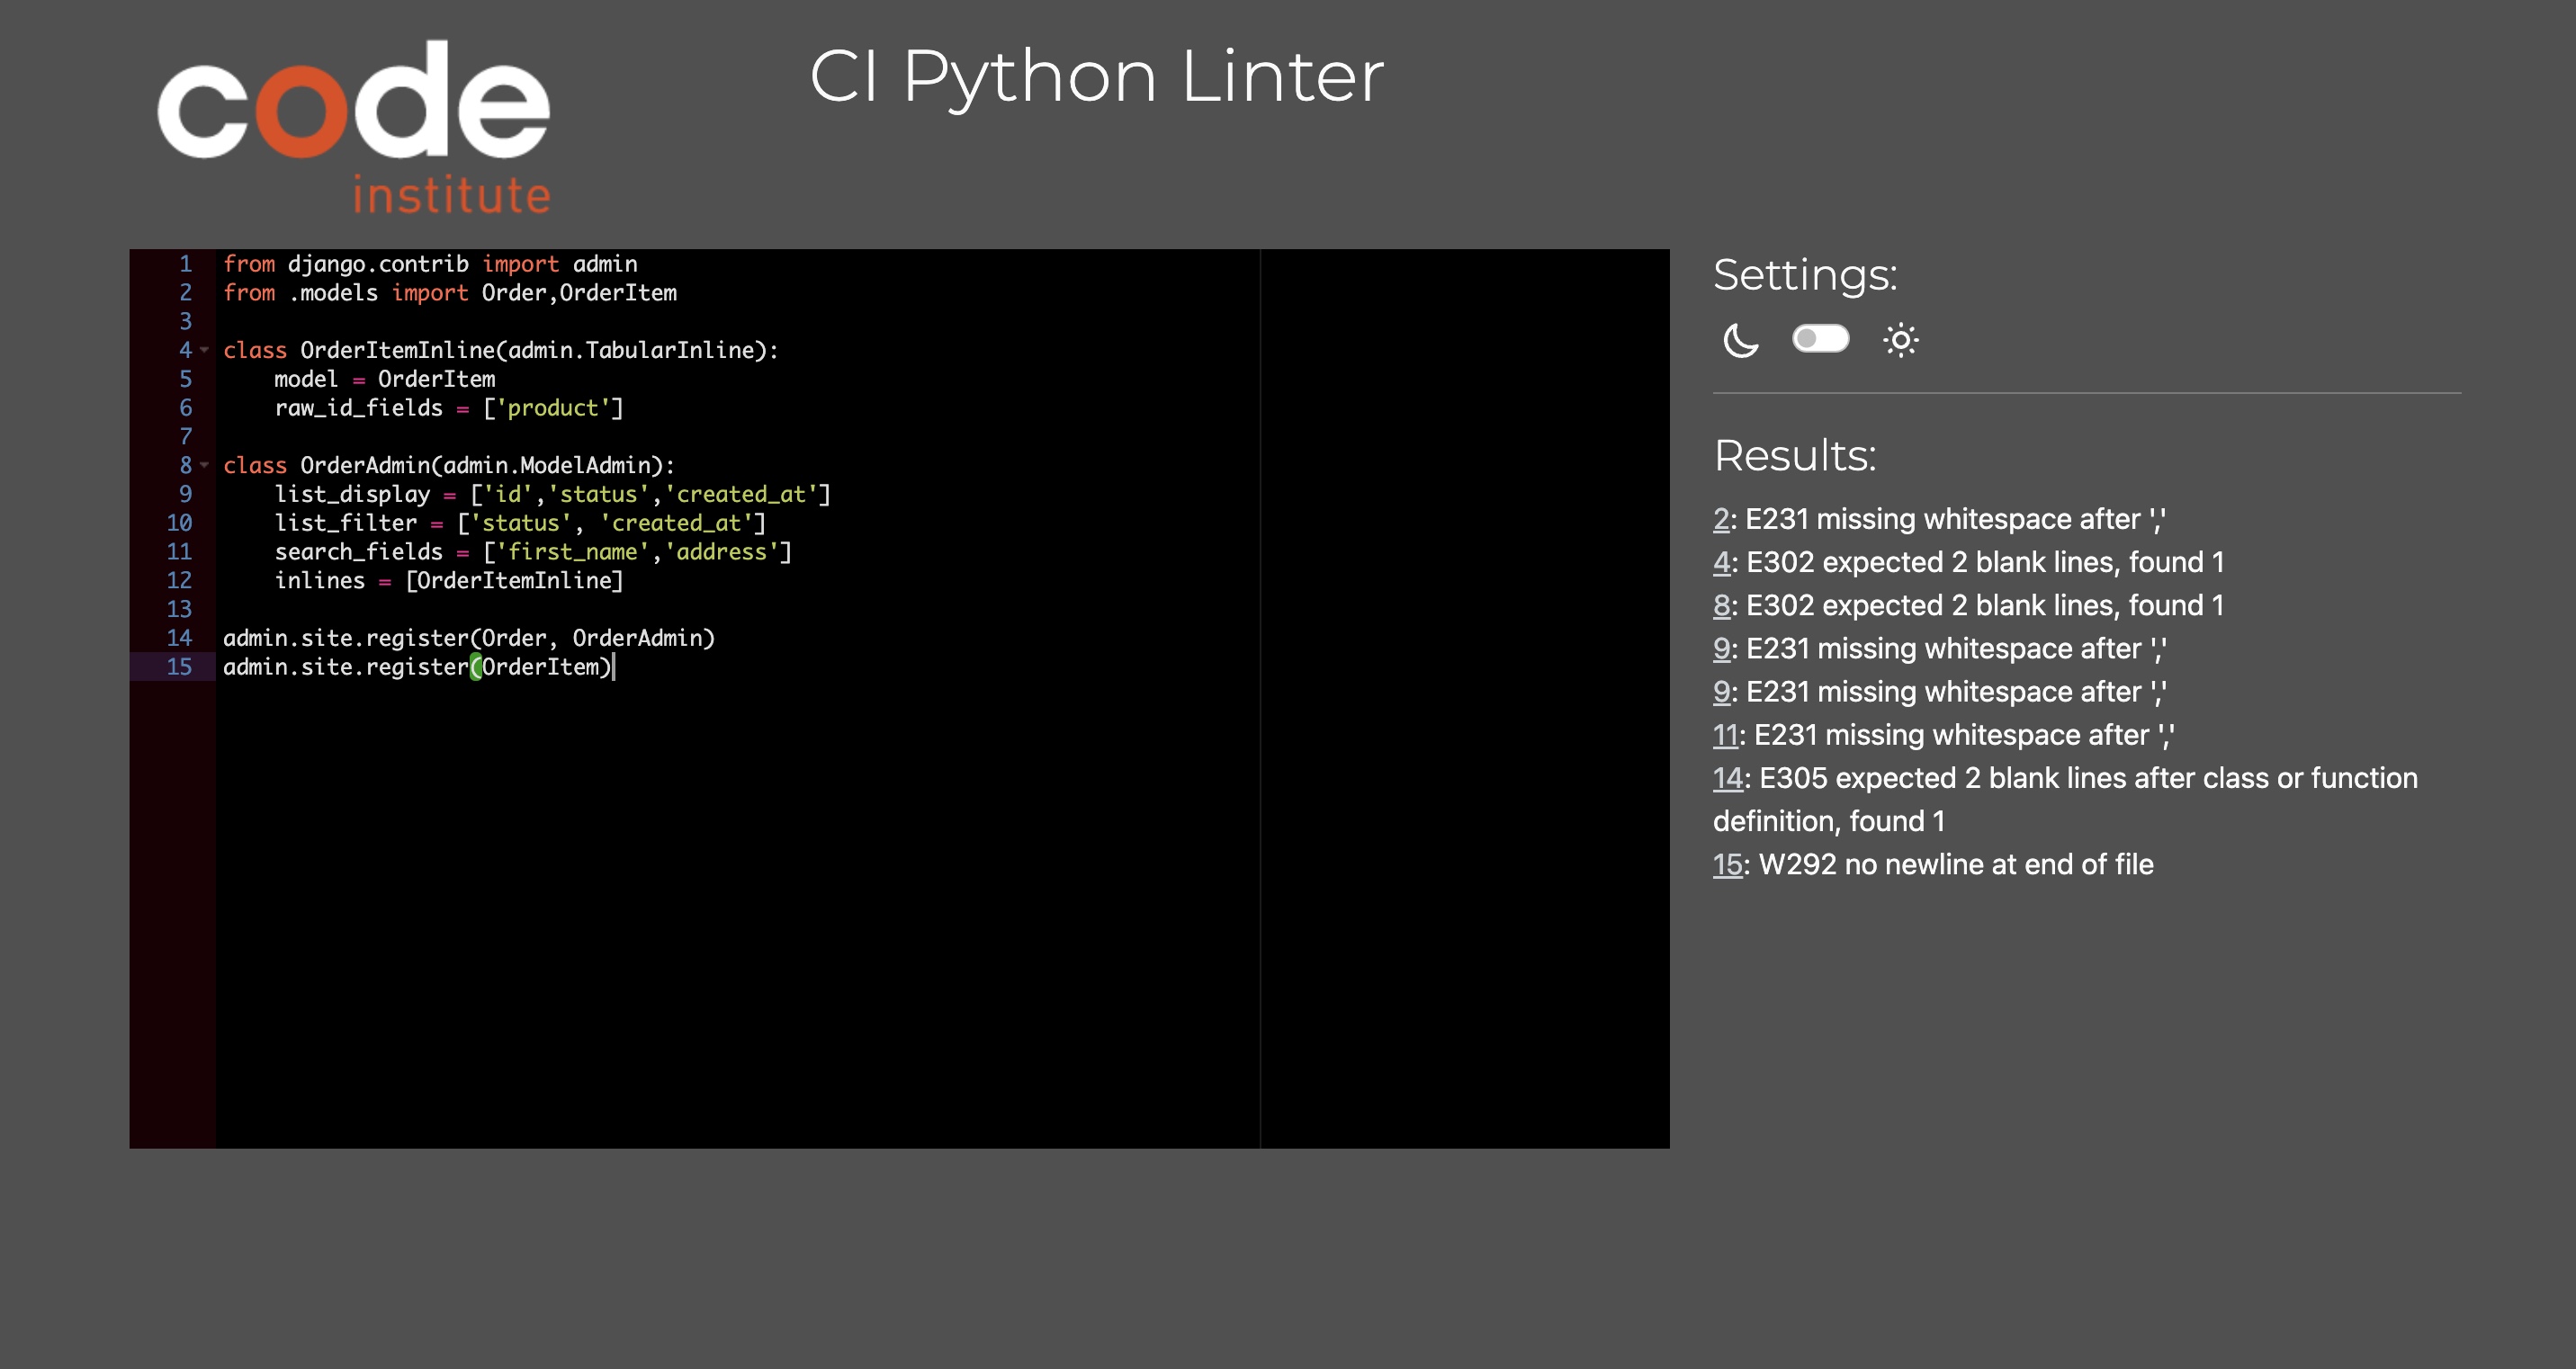 code
institute
CI Python Linter
1 from django.contrib import admin
2 from .models import Order,OrderItem
3
4 class OrderItemInline(admin.TabularInline):
5     model = OrderItem
6     raw_id_fields = ['product']
7
8 class OrderAdmin(admin.ModelAdmin):
9     list_display = ['id','status','created_at']
10     list_filter = ['status', 'created_at']
11     search_fields = ['first_name','address']
12     inlines = [OrderItemInline]
13
14 admin.site.register(Order, OrderAdmin)
15 admin.site.register(OrderItem)
Settings:
Results:
2: E231 missing whitespace after ','
4: E302 expected 2 blank lines, found 1
8: E302 expected 2 blank lines, found 1
9: E231 missing whitespace after ','
9: E231 missing whitespace after ','
11: E231 missing whitespace after ','
14: E305 expected 2 blank lines after class or function
definition, found 1
15: W292 no newline at end of file